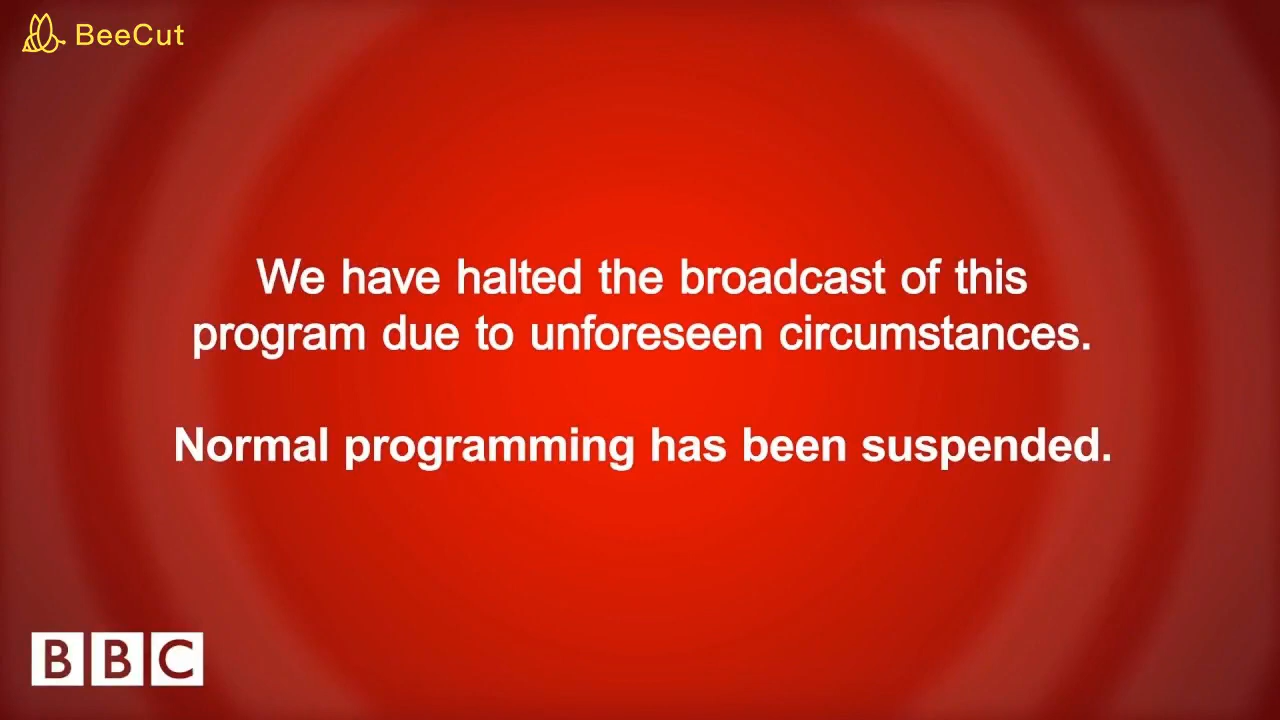 BeeCut
We have halted the broadcast of this
program due to unforeseen circumstances.
Normal programming has been suspended.
BBC